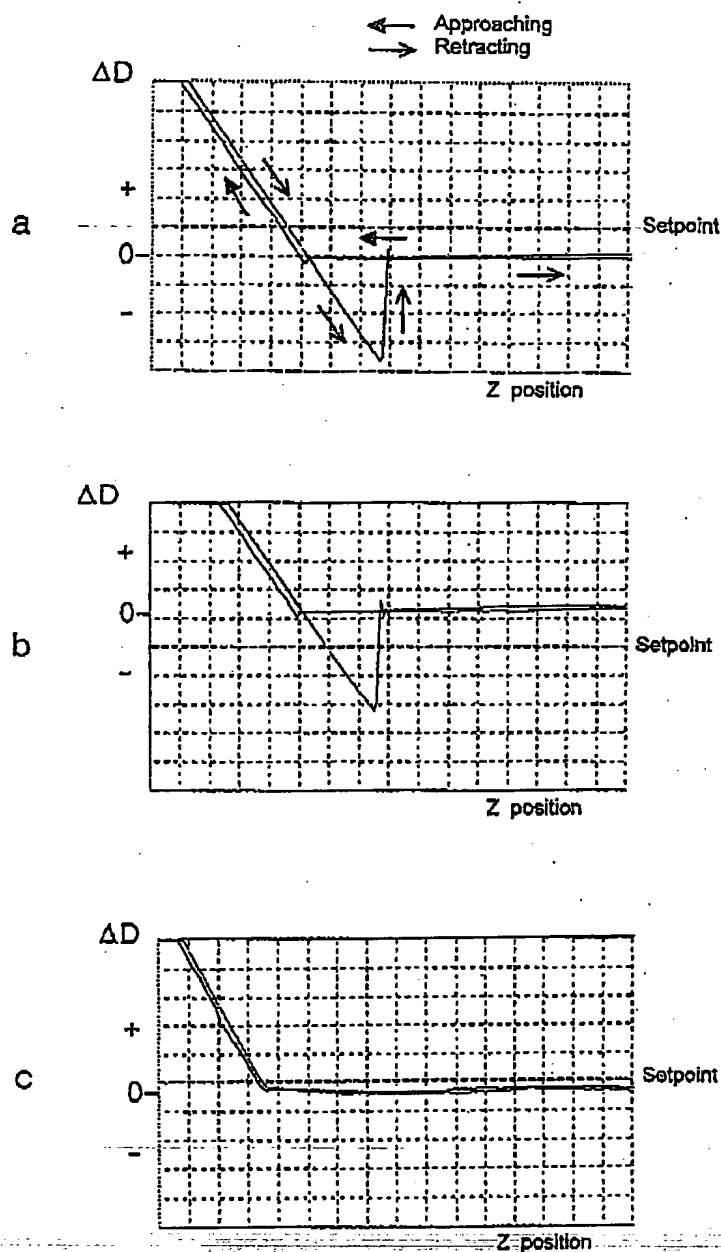 Approaching
Retracting
ΔD
+
a
Setpoint
0
-
Z position
ΔD
+
0
b
Setpoint
-
Z position
ΔD
+
c
Setpoint
0
-
Z position